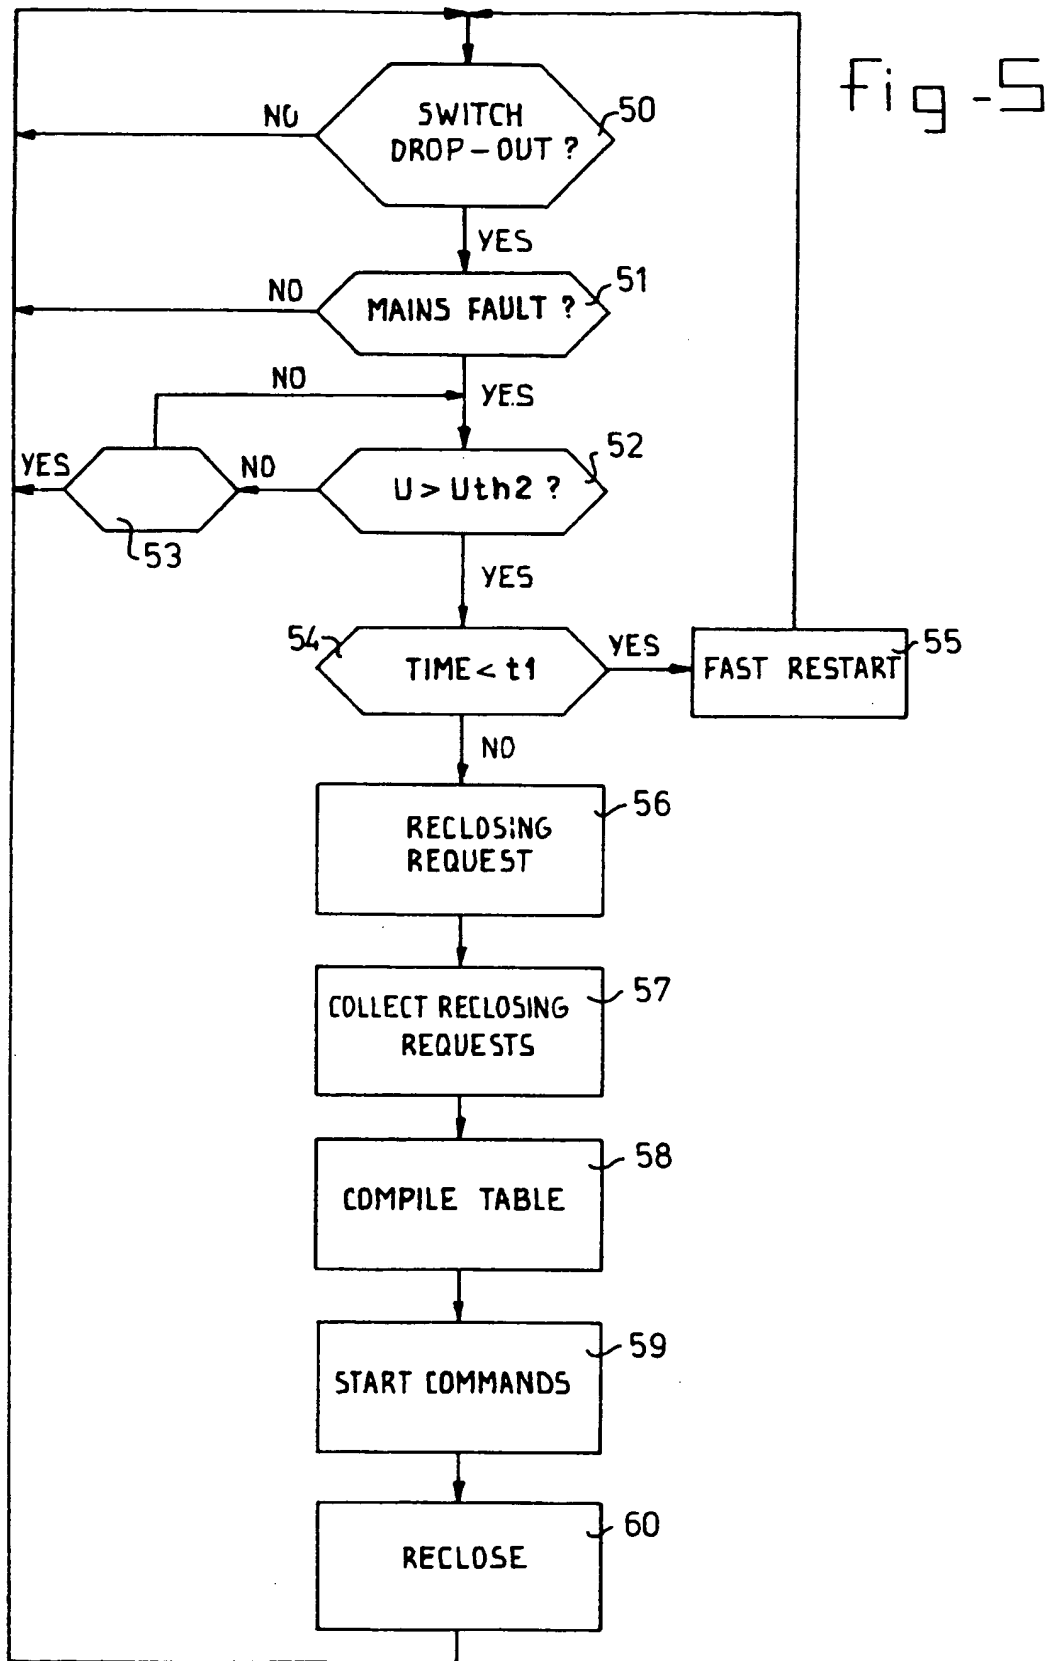 Fig-5
NO
SWITCH
DROP-OUT ?
50
YES
NO
MAINS FAULT ?
51
NO
YES
YES
NO
U > Uth2 ?
52
53
YES
54
TIME < t1
YES
FAST RESTART
55
NO
RECLOSING
REQUEST
56
COLLECT RECLOSING
REQUESTS
57
COMPILE TABLE
58
START COMMANDS
59
RECLOSE
60